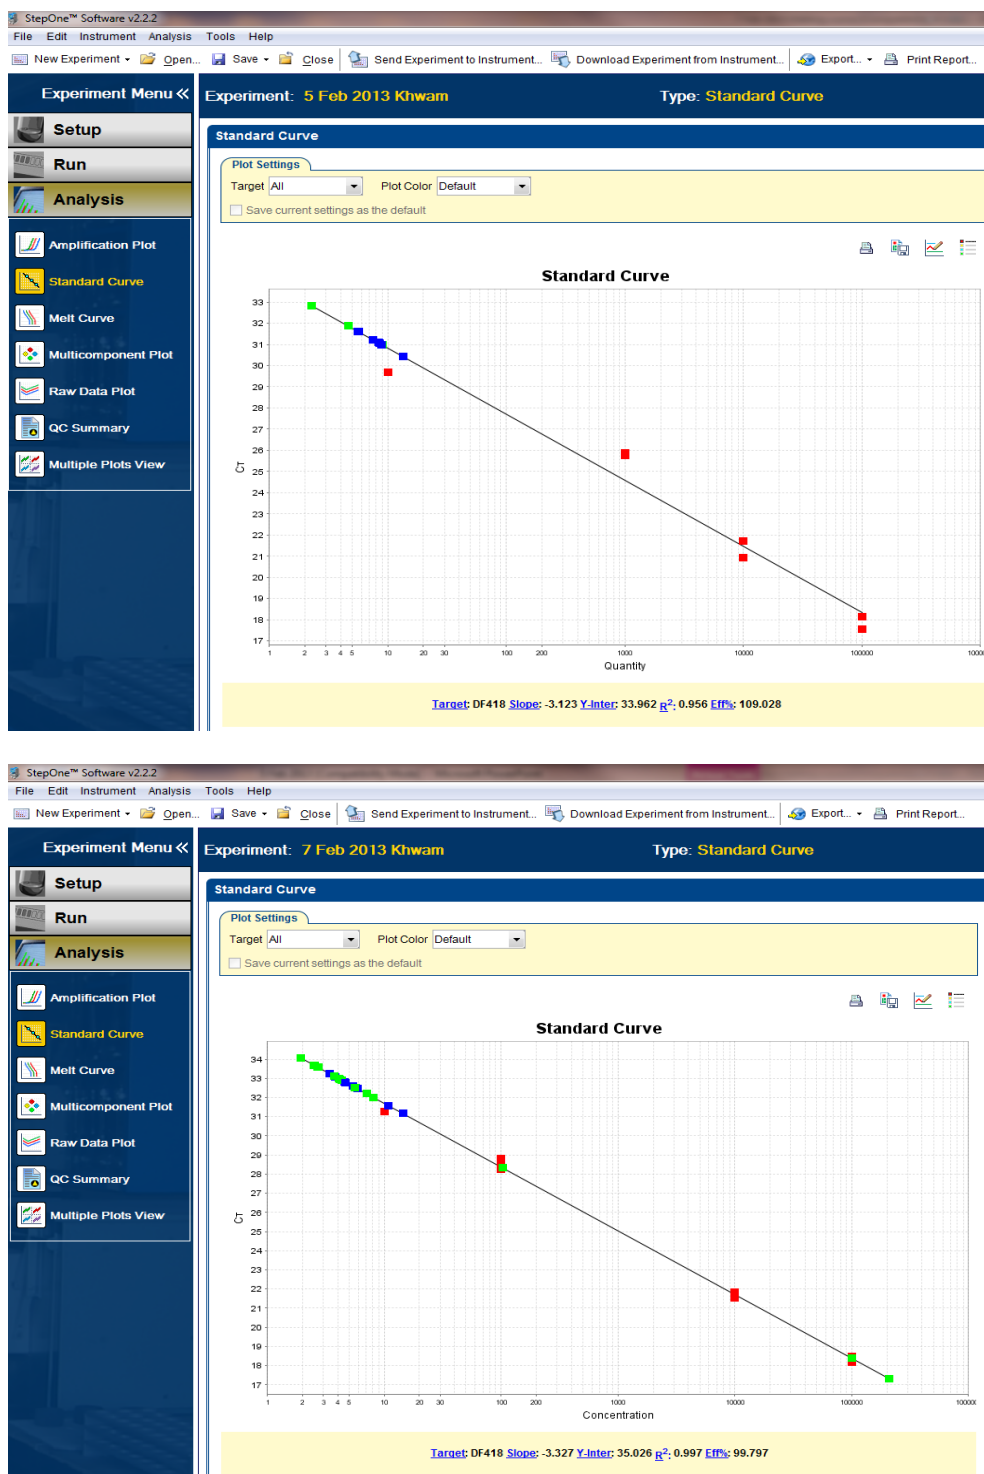 StepOne™ Software v2.2.2
File Edit Instrument Analysis Tools Help
New Experiment Open... Save Close Send Experiment to Instrument... Download Experiment from Instrument... Export... Print Report...
Experiment Menu «
Experiment: 5 Feb 2013 Khwam Type: Standard Curve
Setup
Run
Analysis
Amplification Plot
Standard Curve
Melt Curve
Multicomponent Plot
Raw Data Plot
QC Summary
Multiple Plots View
Standard Curve
Plot Settings
Target All Plot Color Default
Save current settings as the default
Standard Curve
33
32
31
30
29
28
27
26
25
24
23
22
21
20
19
18
17
CT
1 2 3 4 5 10 20 30 100 200 1000 10000 100000 10000
Quantity
Target: DF418 Slope: -3.123 Y-Inter: 33.962 R²: 0.956 Eff%: 109.028
StepOne™ Software v2.2.2
File Edit Instrument Analysis Tools Help
New Experiment Open... Save Close Send Experiment to Instrument... Download Experiment from Instrument... Export... Print Report...
Experiment Menu «
Experiment: 7 Feb 2013 Khwam Type: Standard Curve
Setup
Run
Analysis
Amplification Plot
Standard Curve
Melt Curve
Multicomponent Plot
Raw Data Plot
QC Summary
Multiple Plots View
Standard Curve
Plot Settings
Target All Plot Color Default
Save current settings as the default
Standard Curve
34
33
32
31
30
29
28
27
26
25
24
23
22
21
20
19
18
17
CT
1 2 3 4 5 10 20 30 100 200 1000 10000 100000 100000
Concentration
Target: DF418 Slope: -3.327 Y-Inter: 35.026 R²: 0.997 Eff%: 99.797